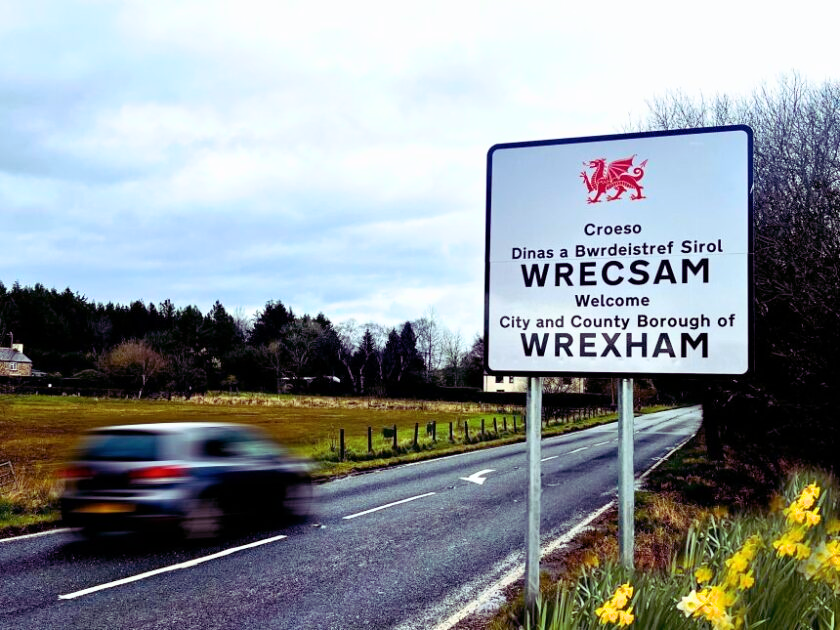 Croeso
Dinas a Bwrdeistref Sirol
WRECSAM
Welcome
City and County Borough of
WREXHAM